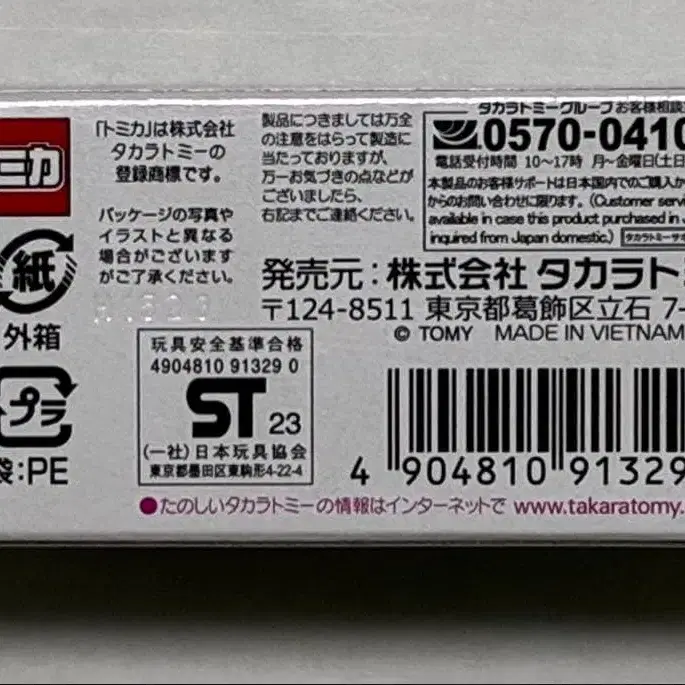 ミカ
「トミカ」は株式会社
タカラトミーの
登録商標です。
パッケージの写真や
イラストと異なる
場合がございます
がご了承ください。
製品につきましては万全
の注意をはらって製造に
当たっておりますが、
万一お気づきの点などが
ございましたら、
右記までご連絡ください。
タカラトミーグループお客様相談
0570-0410
電話受付時間 10〜17時 月〜金曜日(土日
本製品のお客様サポートは日本国内でのご購入か
らのお問い合わせに限ります。(Customer servi
available in case this product purchased in J
inquired from Japan domestic.)
発売元:株式会社 タカラト
〒124-8511 東京都葛飾区立石 7-
© TOMY MADE IN VIETNAM
紙
外箱
プラ
袋:PE
玩具安全基準合格
4904810 91329 0
ST 23
(一社)日本玩具協会
東京都墨田区東駒形4-22-4
4 904810 91329
●たのしいタカラトミーの情報はインターネットで www.takaratomy.